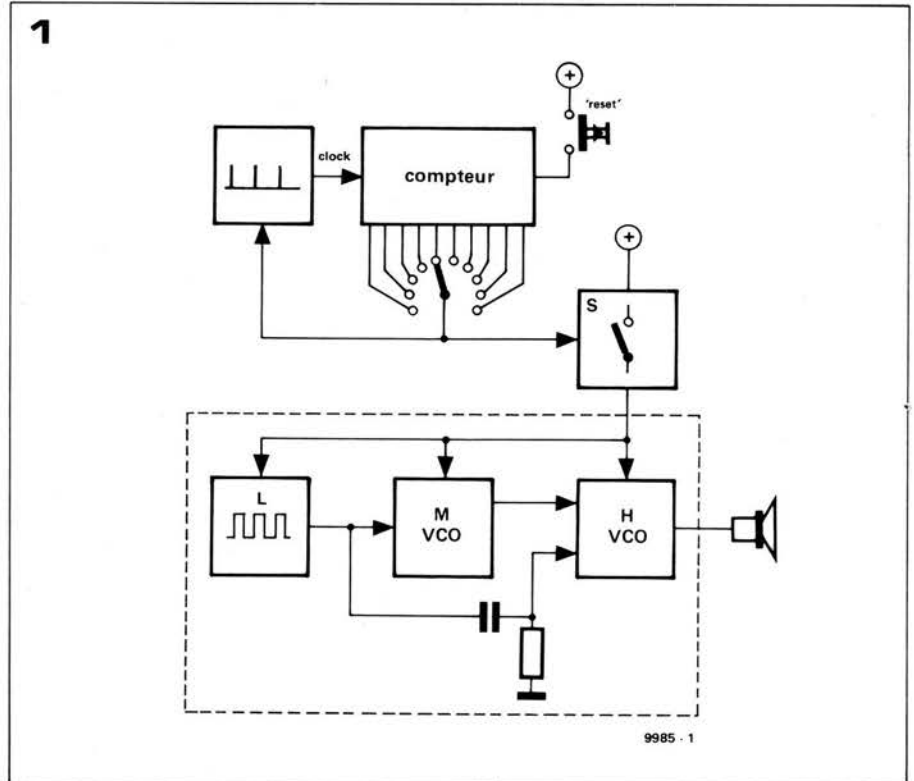 1
'reset'
clock
compteur
S
L
M
VCO
H
VCO
9985 - 1